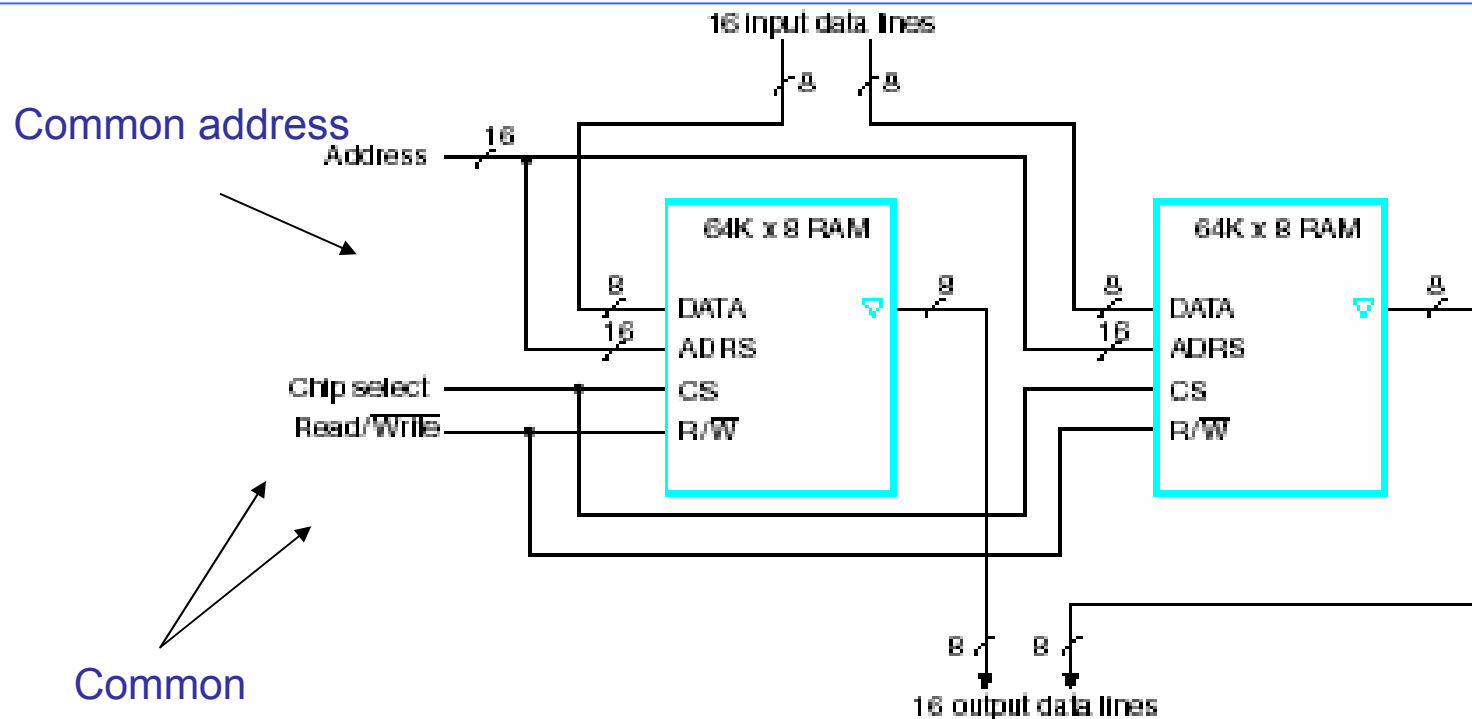 16 input data lines
8 8
Common address
Address 16
64K x 8 RAM
64K x 8 RAM
8 DATA 8
8 DATA 8
16 ADRS
16 ADRS
Chip select CS
CS
Read/Write R/W
R/W
8 8
Common
16 output data lines